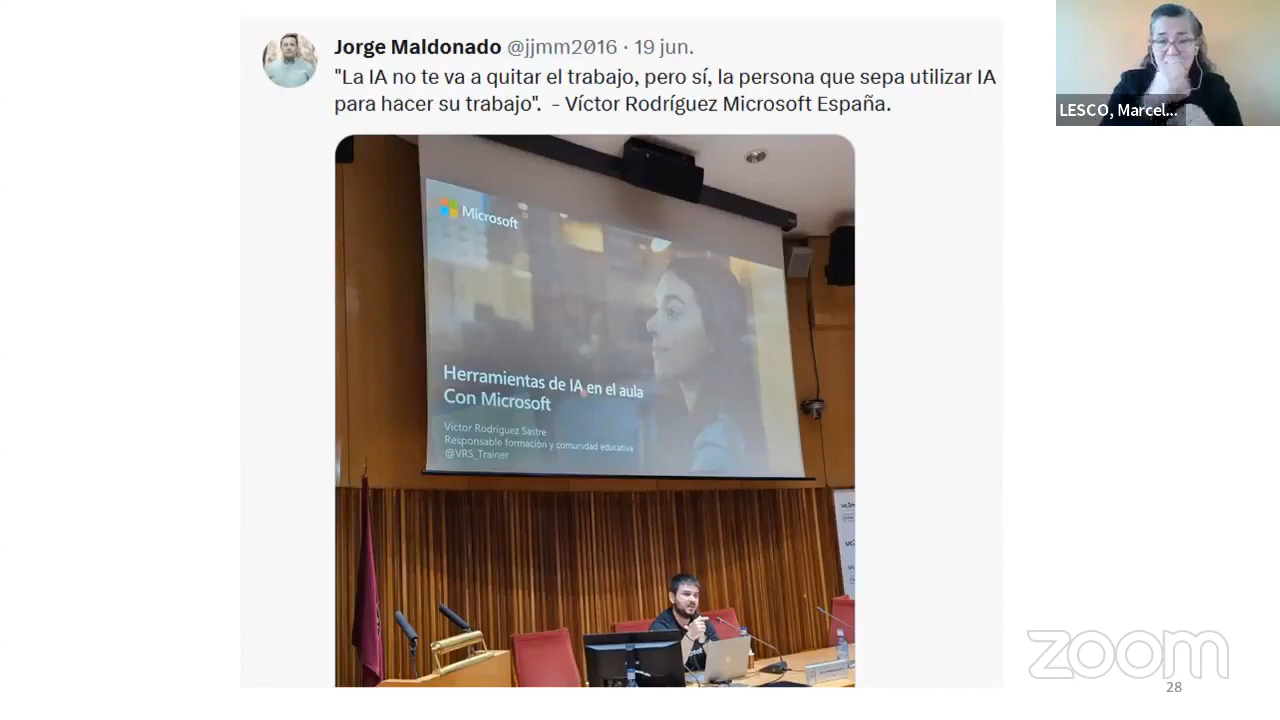 Jorge Maldonado @jjmm2016 · 19 jun.
"La IA no te va a quitar el trabajo, pero sí, la persona que sepa utilizar IA
para hacer su trabajo". - Víctor Rodríguez Microsoft España.
LESCO, Marcel...
Microsoft
Herramientas de IA en el aula
Con Microsoft
Víctor Rodríguez Sastre
Responsable formación y comunidad educativa
@VRS_Trainer
zoom
28